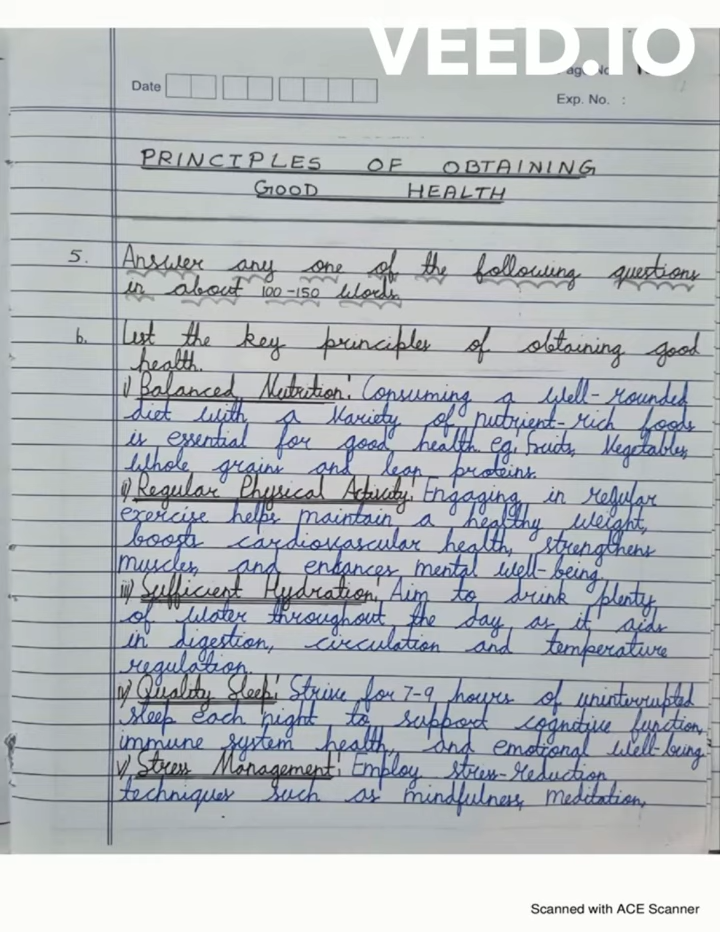 VEED.IO
Page No
Date
Exp. No. :
PRINCIPLES OF OBTAINING
GOOD HEALTH
5. Answer any one of the following questions
in about 100-150 words.
b. List the key principles of obtaining good
health.
i) Balanced Nutrition: Consuming a well-rounded
diet with a variety of nutrient-rich foods
is essential for good health. eg. fruits, Vegetables,
whole grains and lean proteins.
ii) Regular Physical Activity: Engaging in regular
exercise helps maintain a healthy weight,
boosts cardiovascular health, strengthens
muscles, and enhances mental well-being.
iii) Sufficient Hydration: Aim to drink plenty
of water throughout the day as it aids
in digestion, circulation and temperature
regulation.
iv) Quality Sleep: Strive for 7-9 hours of uninterrupted
sleep each night to support cognitive function,
immune system health, and emotional well-being.
v) Stress Management: Employ stress-reduction
techniques such as mindfulness, meditation,
Scanned with ACE Scanner